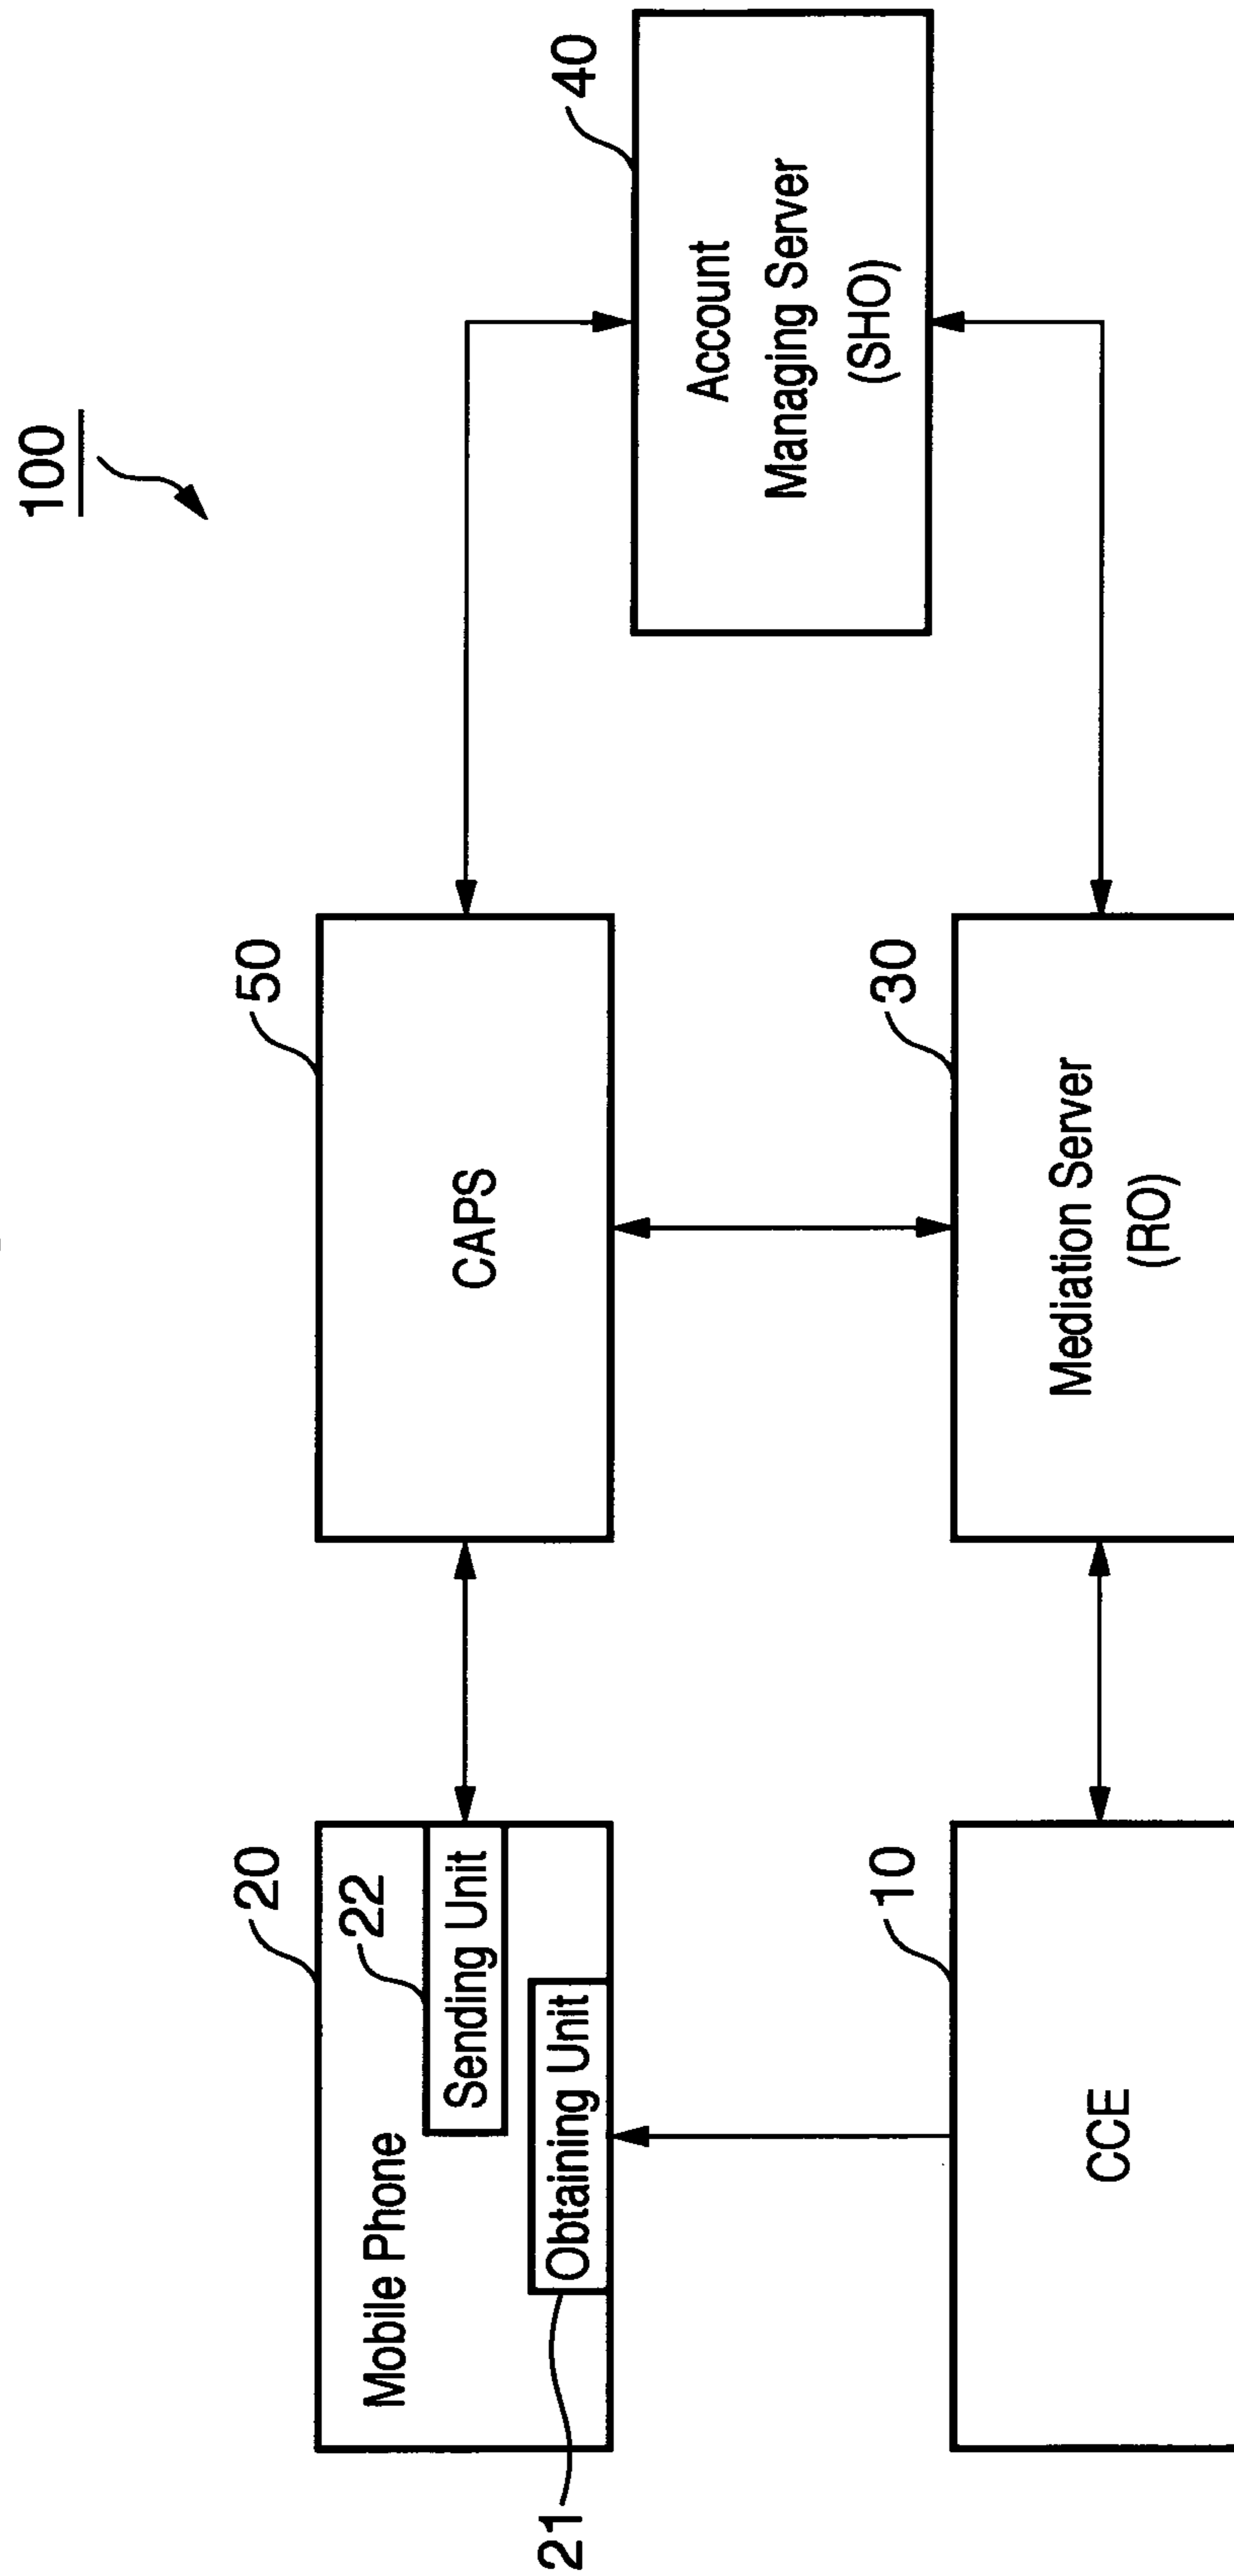 100
20
Mobile Phone
22
Sending Unit
Obtaining Unit
21
50
CAPS
40
Account
Managing Server
(SHO)
10
CCE
30
Mediation Server
(RO)